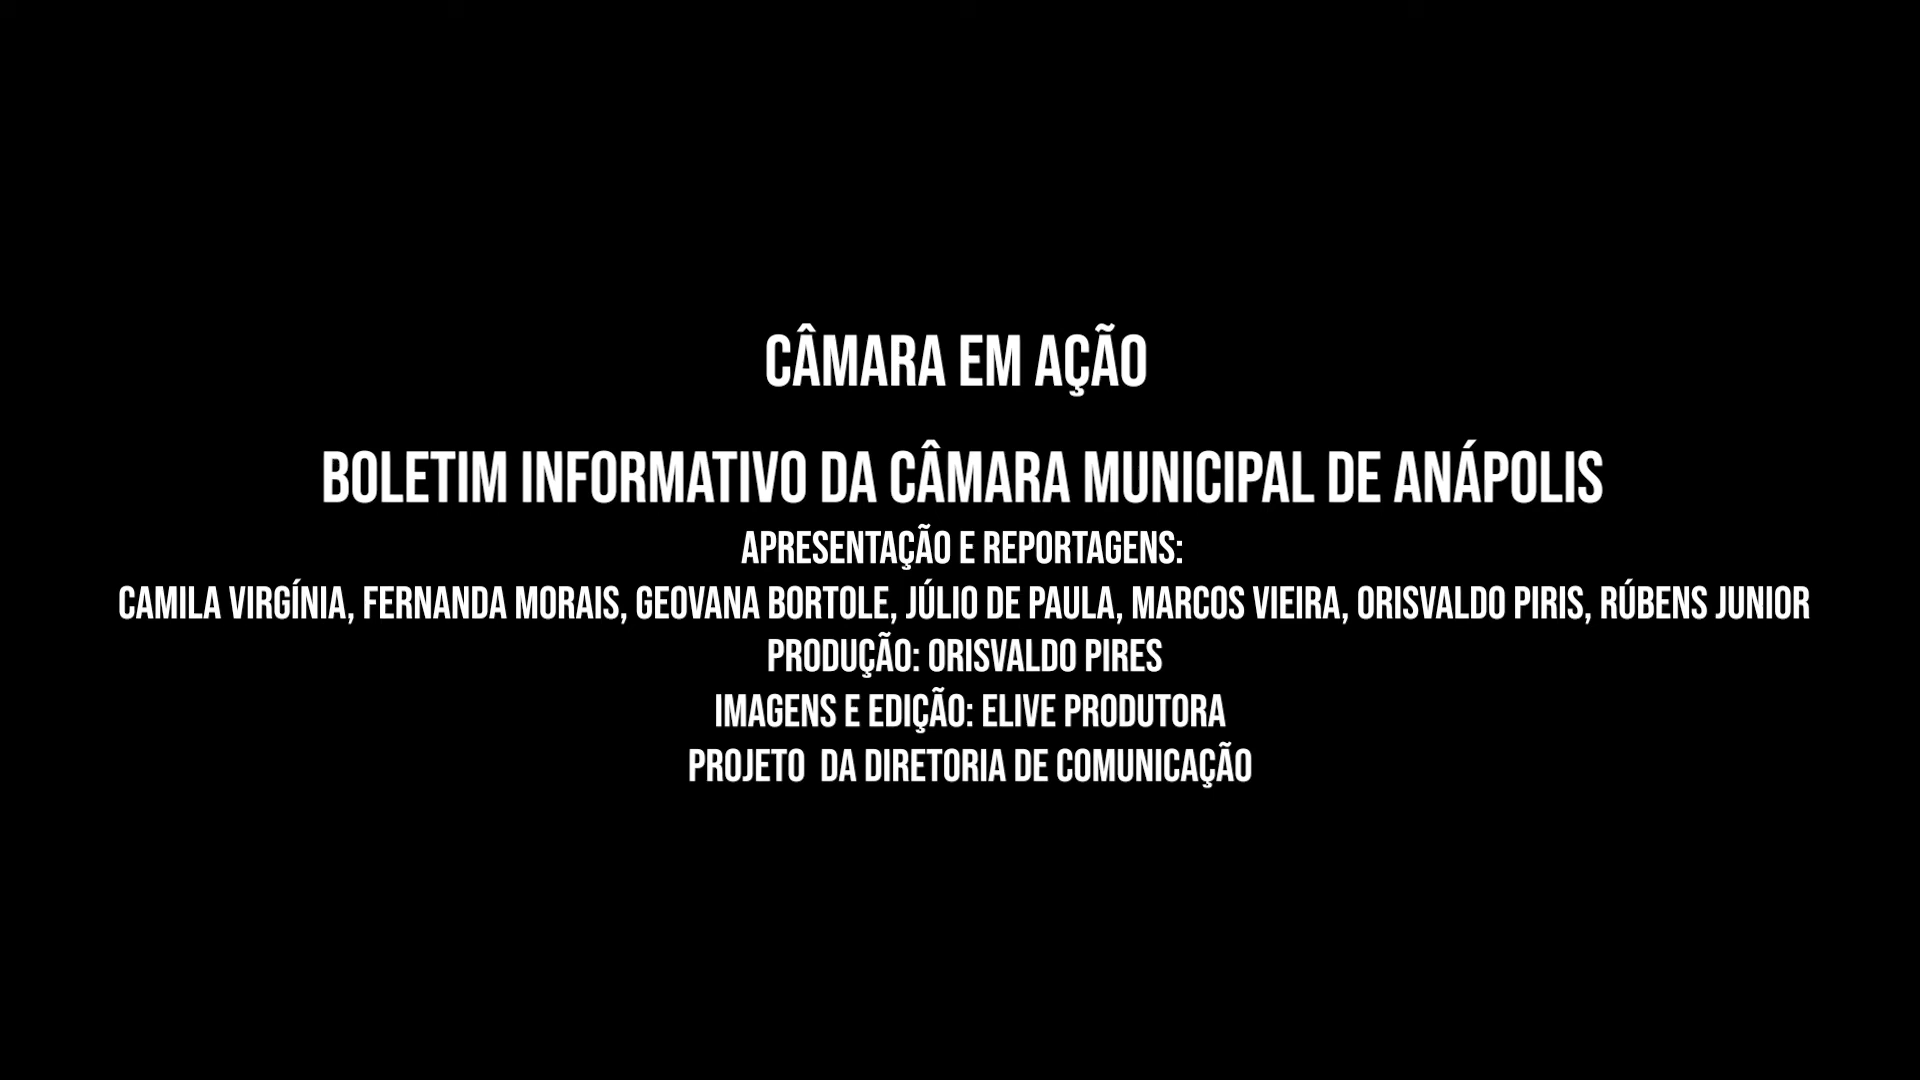 CÂMARA EM AÇÃO
BOLETIM INFORMATIVO DA CÂMARA MUNICIPAL DE ANÁPOLIS
APRESENTAÇÃO E REPORTAGENS:
CAMILA VIRGÍNIA, FERNANDA MORAIS, GEOVANA BORTOLE, JÚLIO DE PAULA, MARCOS VIEIRA, ORISVALDO PIRIS, RÚBENS JUNIOR
PRODUÇÃO: ORISVALDO PIRES
IMAGENS E EDIÇÃO: ELIVE PRODUTORA
PROJETO  DA DIRETORIA DE COMUNICAÇÃO